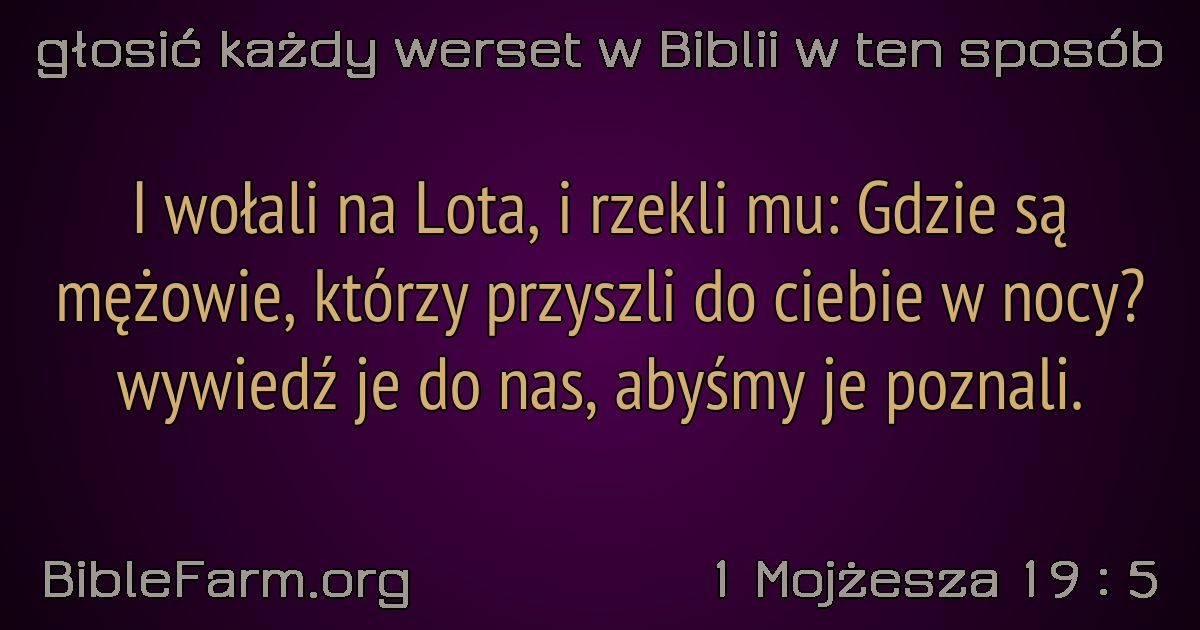 głosić każdy werset w Biblii w ten sposób
I wołali na Lota, i rzekli mu: Gdzie są
mężowie, którzy przyszli do ciebie w nocy?
wywiedź je do nas, abyśmy je poznali.
BibleFarm.org
1 Mojżesza 19 : 5